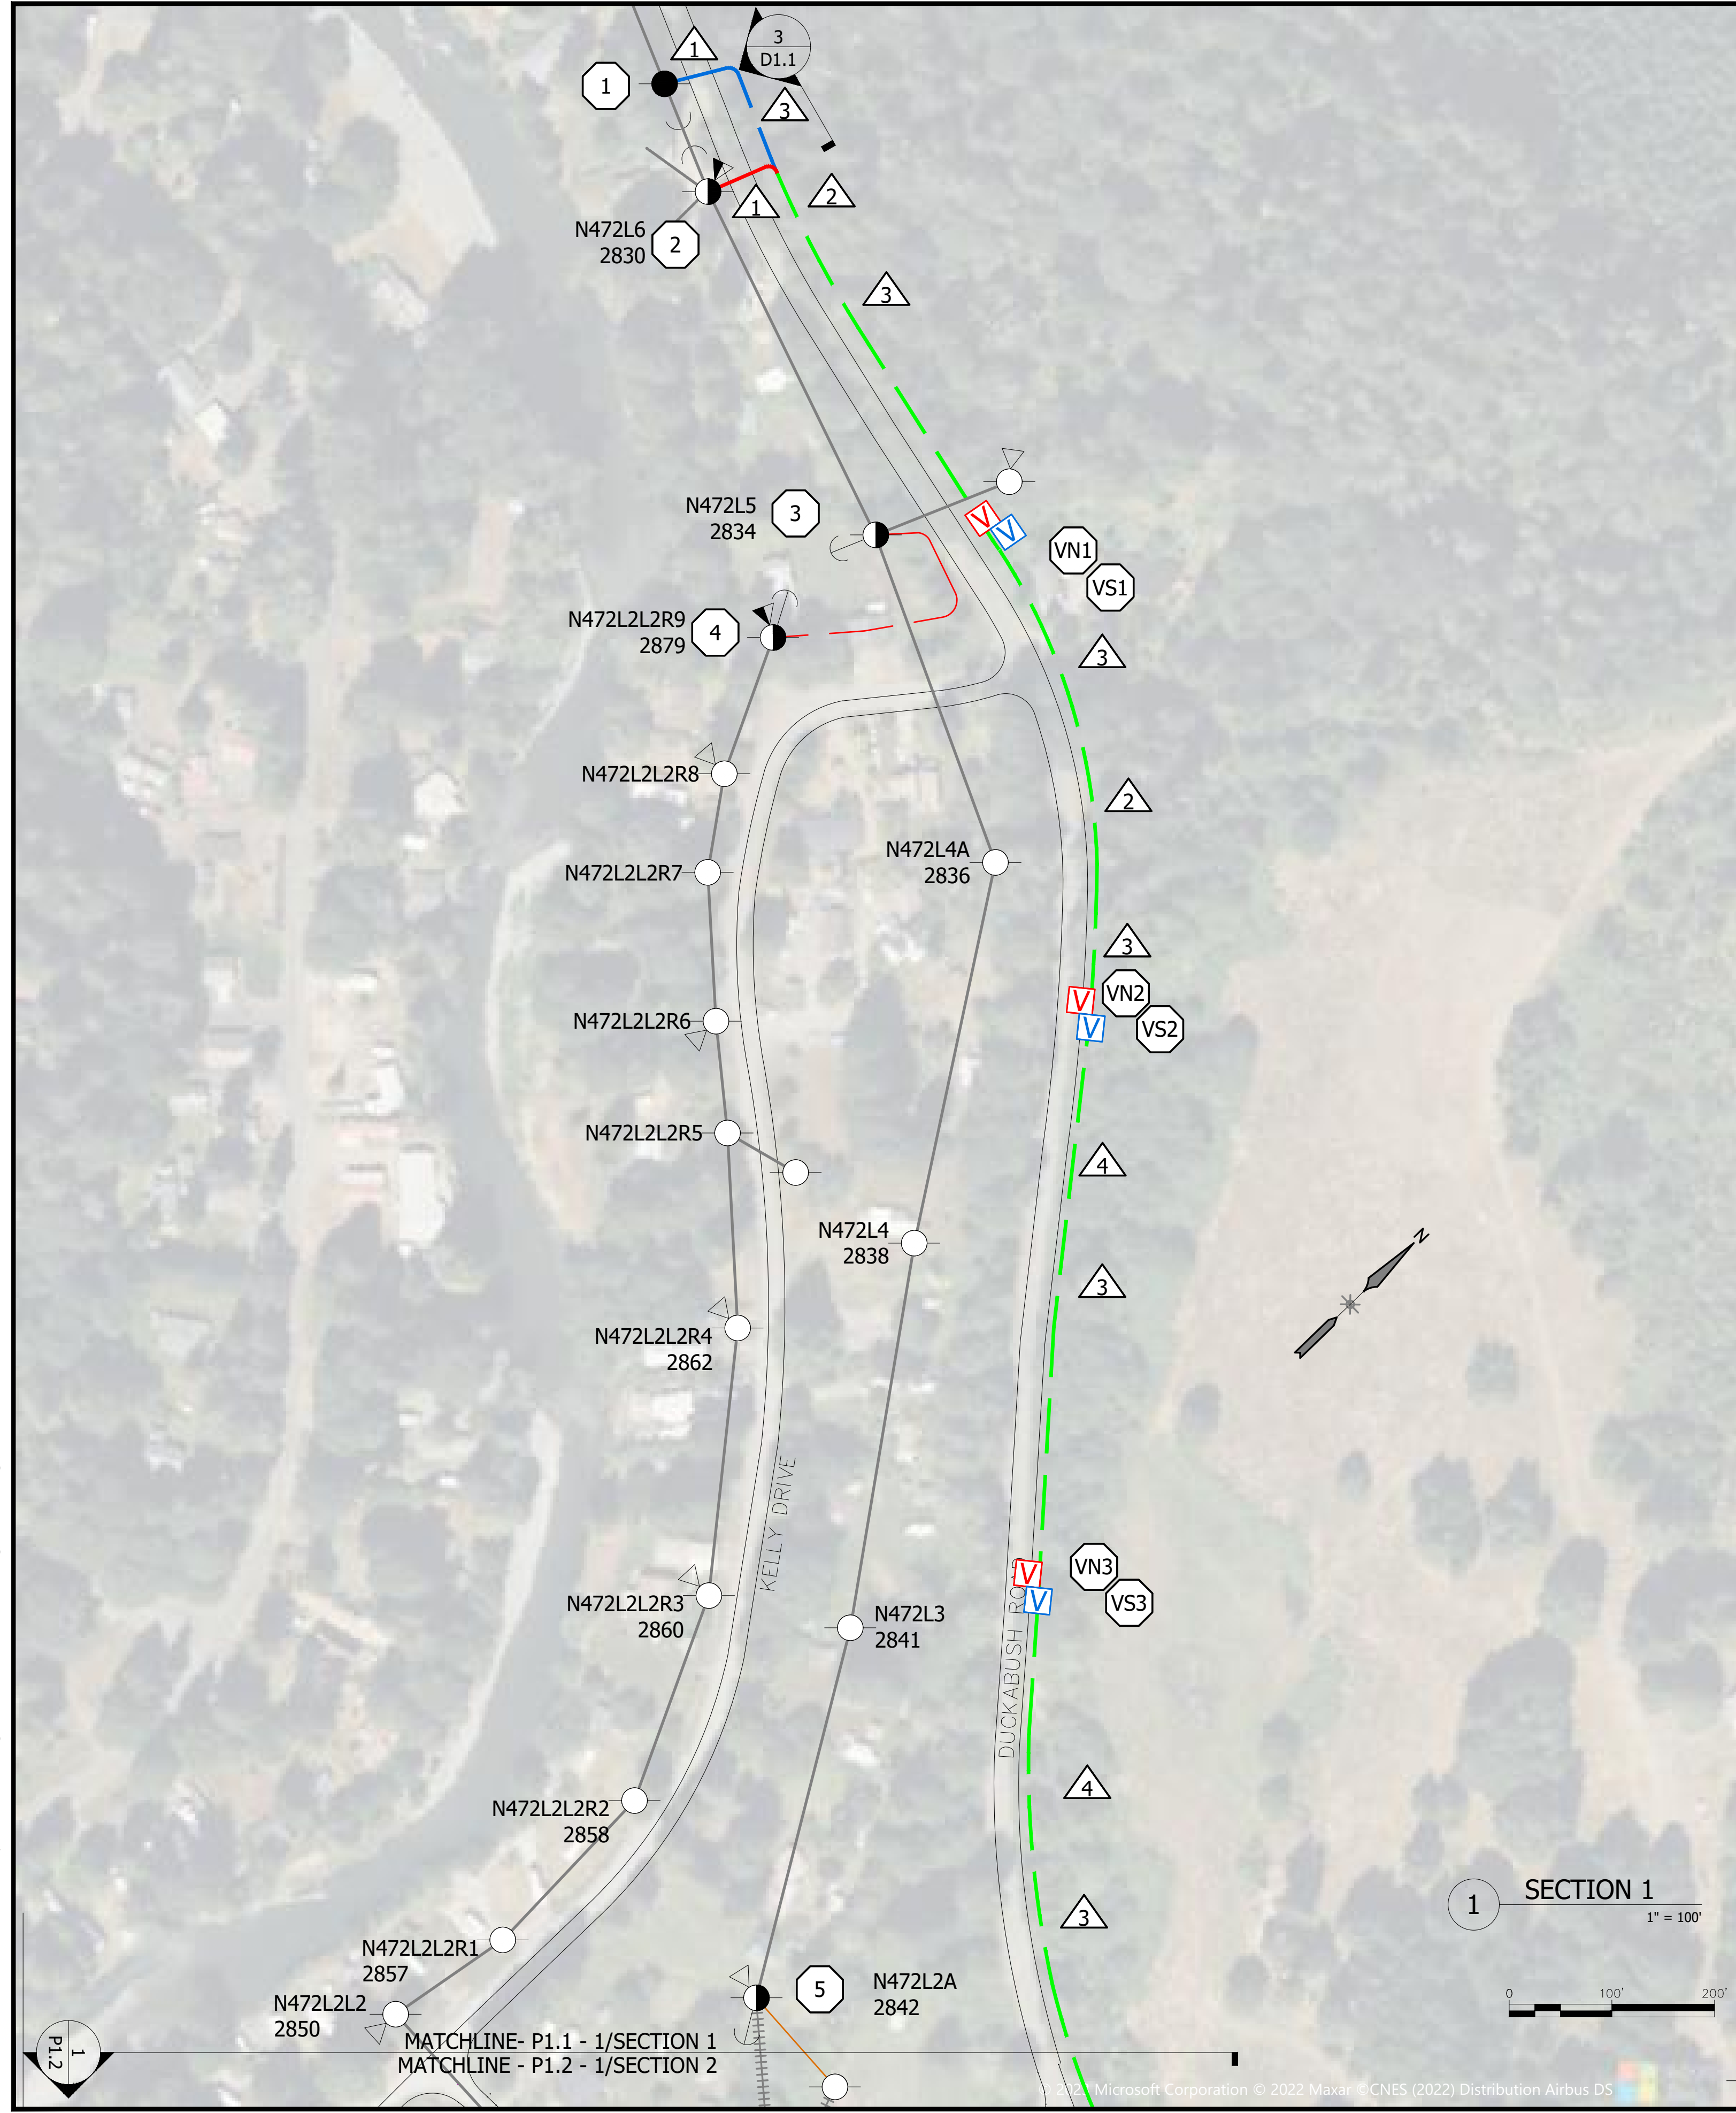 3
D1.1
1
1
3
N472L6
2830
2
1
2
3
N472L5
2834
3
V
V
VN1
VS1
N472L2L2R9
2879
4
3
N472L2L2R8
2
N472L2L2R7
N472L4A
2836
3
V
V
VN2
VS2
N472L2L2R6
N472L2L2R5
4
N472L4
2838
3
N
N472L2L2R4
2862
KELLY DRIVE
V
V
VN3
VS3
N472L2L2R3
2860
N472L3
2841
DUCKABUSH ROAD
4
N472L2L2R2
2858
3
1
SECTION 1
1" = 100'
N472L2L2R1
2857
5
N472L2A
2842
0 100' 200'
N472L2L2
2850
1
P1.2
MATCHLINE- P1.1 - 1/SECTION 1
MATCHLINE - P1.2 - 1/SECTION 2
Microsoft Corporation © 2022 Maxar ©CNES (2022) Distribution Airbus DS